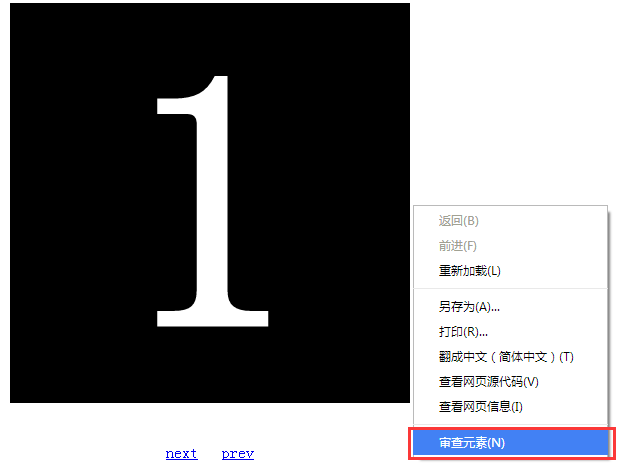 1
返回(B)
前进(F)
重新加载(L)
另存为(A)...
打印(R)...
翻成中文（简体中文）(T)
查看网页源代码(V)
查看网页信息(I)
审查元素(N)
next prev